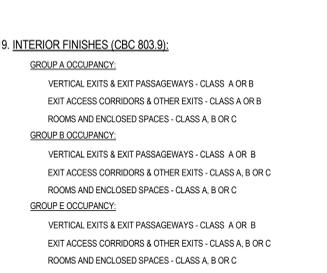 9. INTERIOR FINISHES (CBC 803.9):
GROUP A OCCUPANCY:
VERTICAL EXITS & EXIT PASSAGEWAYS - CLASS A OR B
EXIT ACCESS CORRIDORS & OTHER EXITS - CLASS A OR B
ROOMS AND ENCLOSED SPACES - CLASS A, B OR C
GROUP B OCCUPANCY:
VERTICAL EXITS & EXIT PASSAGEWAYS - CLASS A OR B
EXIT ACCESS CORRIDORS & OTHER EXITS - CLASS A, B OR C
ROOMS AND ENCLOSED SPACES - CLASS A, B OR C
GROUP E OCCUPANCY:
VERTICAL EXITS & EXIT PASSAGEWAYS - CLASS A OR B
EXIT ACCESS CORRIDORS & OTHER EXITS - CLASS A, B OR C
ROOMS AND ENCLOSED SPACES - CLASS A, B OR C